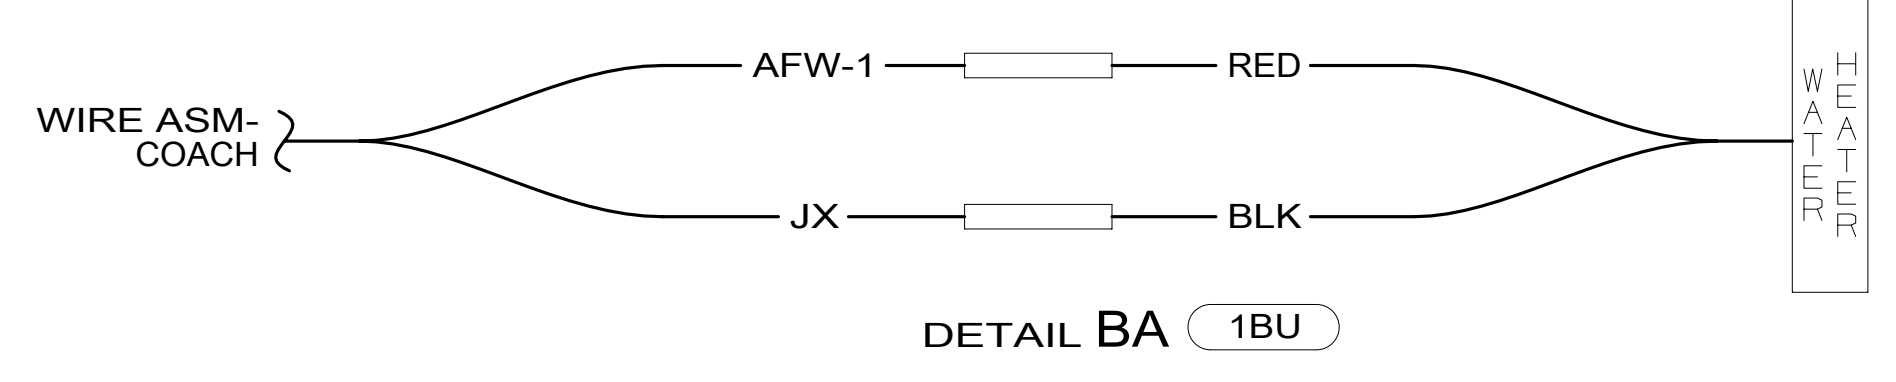 AFW-1 RED
WIRE ASM-
COACH
JX BLK
WATER
HEATER
DETAIL BA 1BU